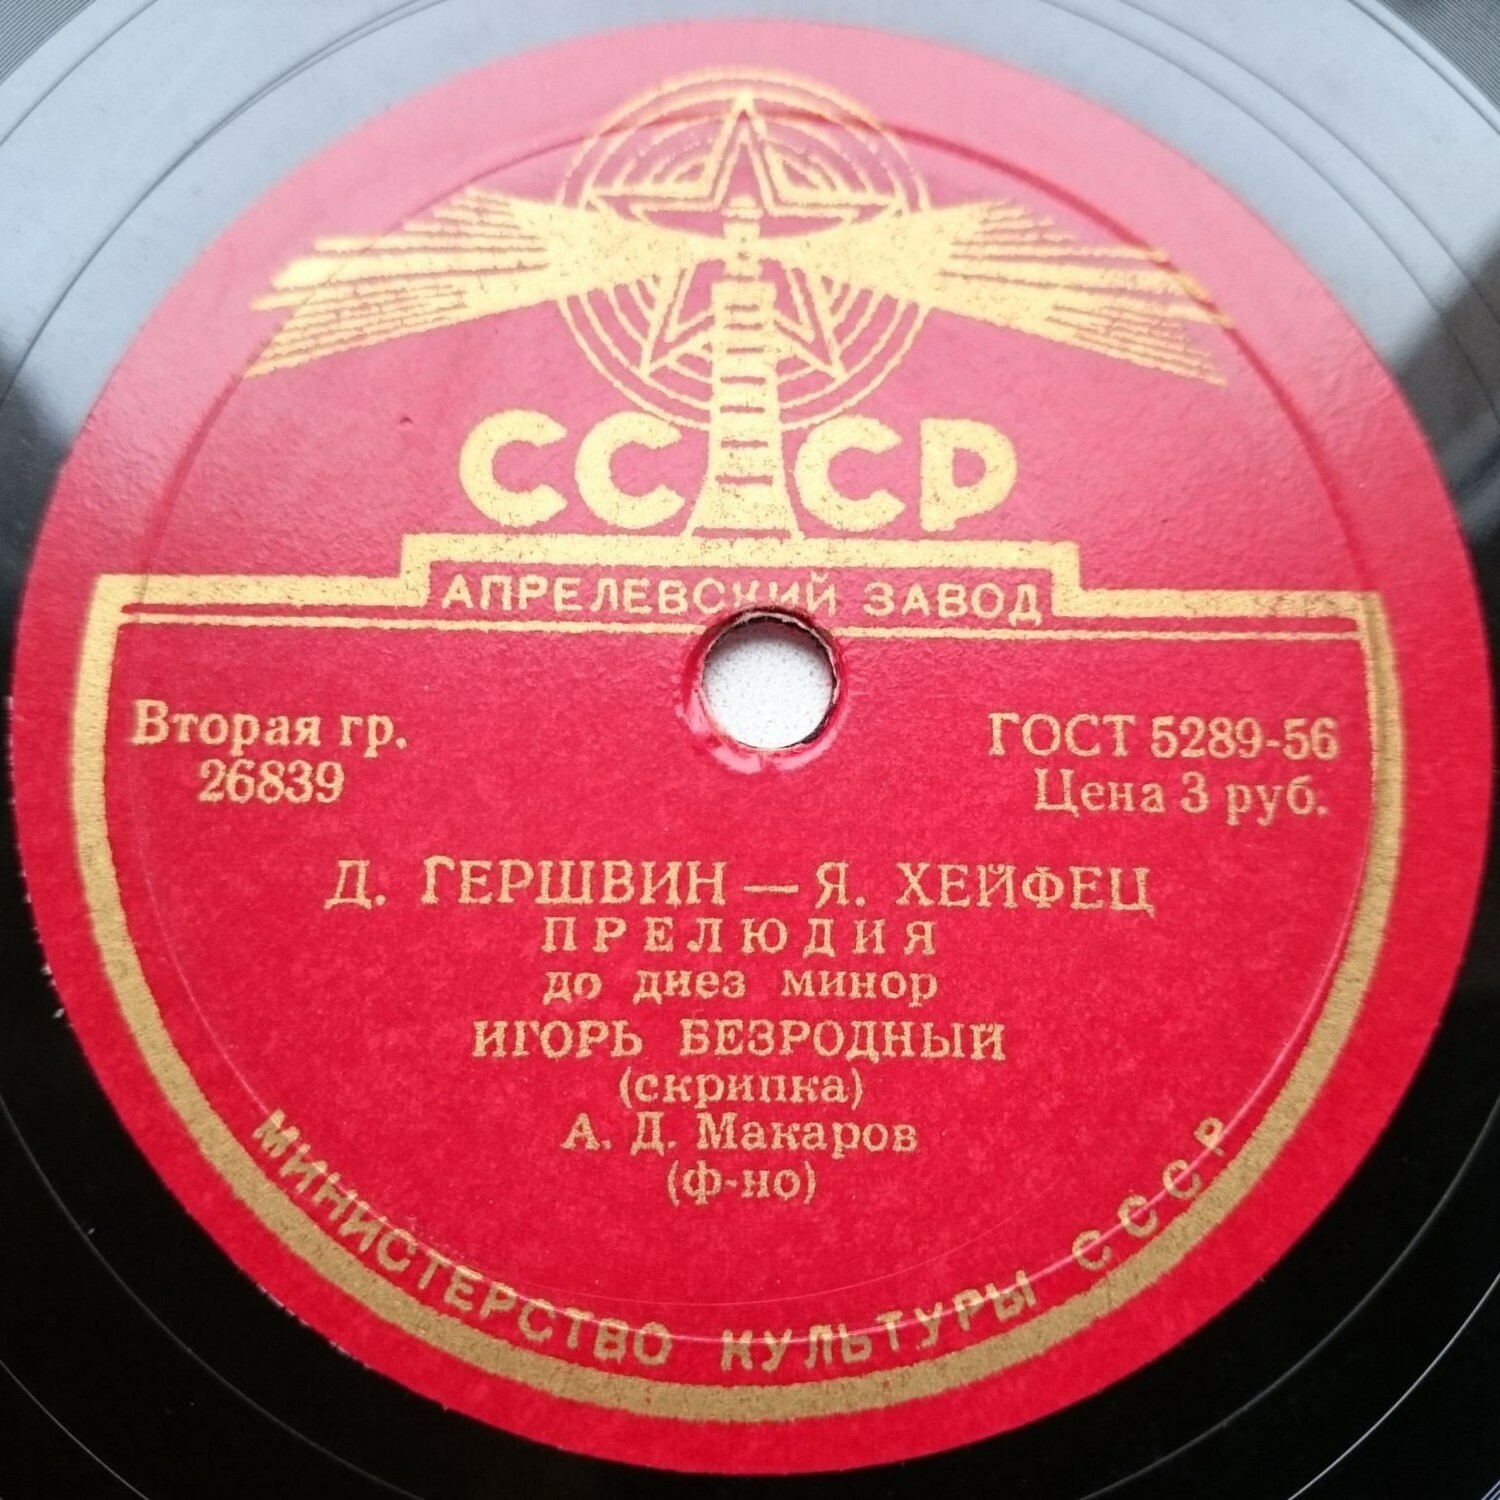 СССР
АПРЕЛЕВСКИЙ ЗАВОД
Вторая гр.
26839
ГОСТ 5289-56
Цена 3 руб.
Д. ГЕРШВИН — Я. ХЕЙФЕЦ
ПРЕЛЮДИЯ
до диез минор
ИГОРЬ БЕЗРОДНЫЙ
(скрипка)
А. Д. Макаров
(ф-но)
МИНИСТЕРСТВО КУЛЬТУРЫ СССР